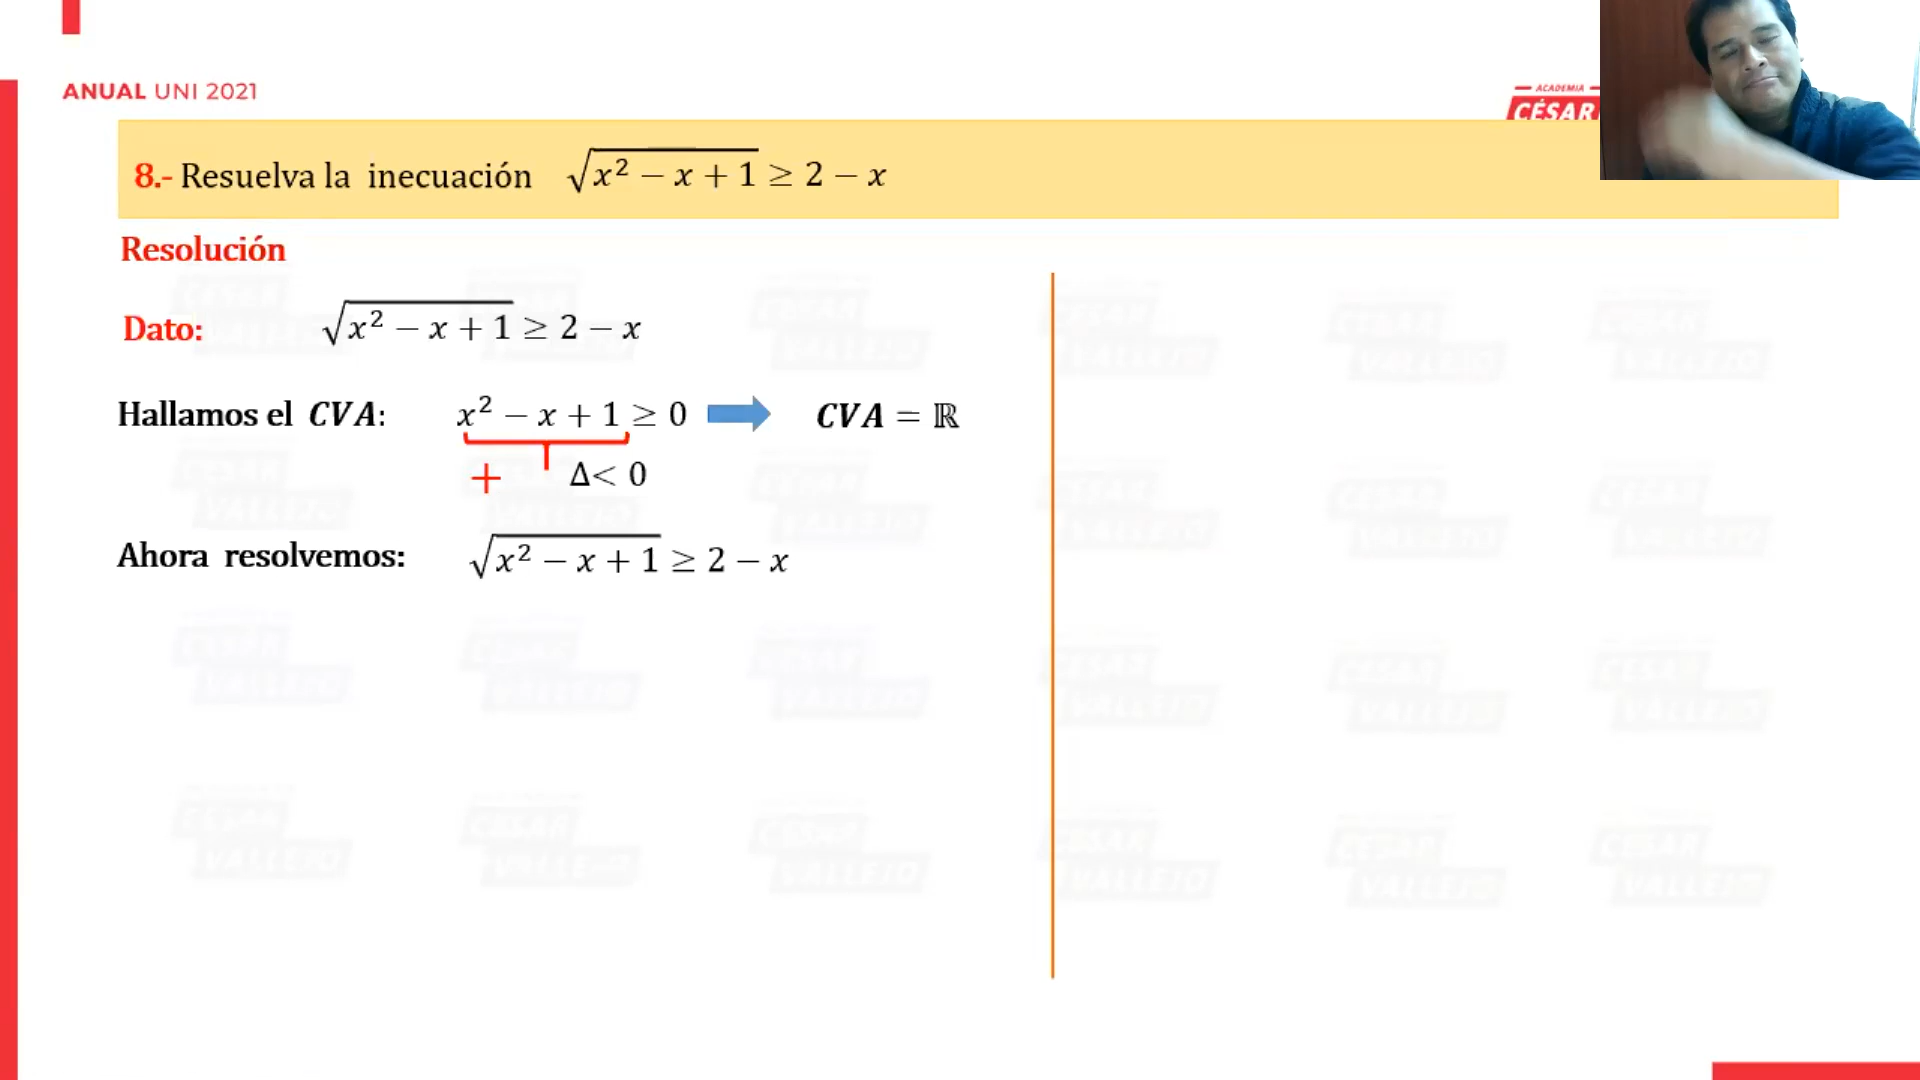 ANUAL UNI 2021
ACADEMIA
CÉSAR
8.- Resuelva la inecuación √(x² − x + 1) ≥ 2 − x
Resolución
Dato: √(x² − x + 1) ≥ 2 − x
Hallamos el CVA: x² − x + 1 ≥ 0 CVA = ℝ
+ Δ< 0
Ahora resolvemos: √(x² − x + 1) ≥ 2 − x